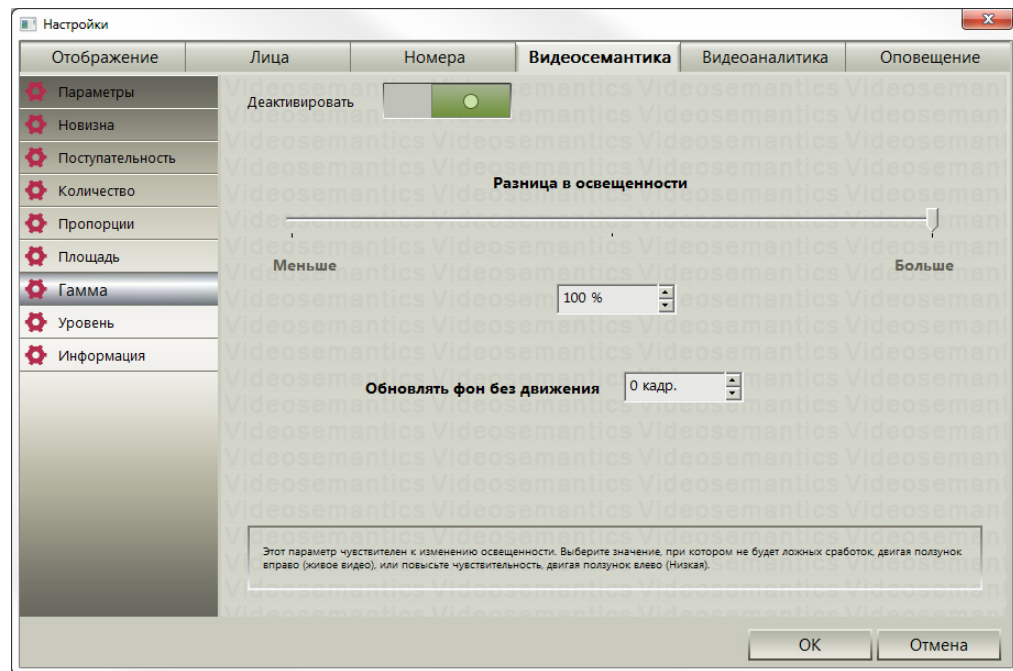 Настройки
Отображение
Лица
Номера
Видеосемантика
Видеоаналитика
Оповещение
Параметры
Новизна
Поступательность
Количество
Пропорции
Площадь
Гамма
Уровень
Информация
Деактивировать
Разница в освещенности
Меньше
Больше
100 %
Обновлять фон без движения
0 кадр.
Этот параметр чувствителен к изменению освещенности. Выберите значение, при котором не будет ложных сработок, двигая ползунок
вправо (живое видео), или повысьте чувствительность, двигая ползунок влево (Низкая).
OK
Отмена
Videosemantics